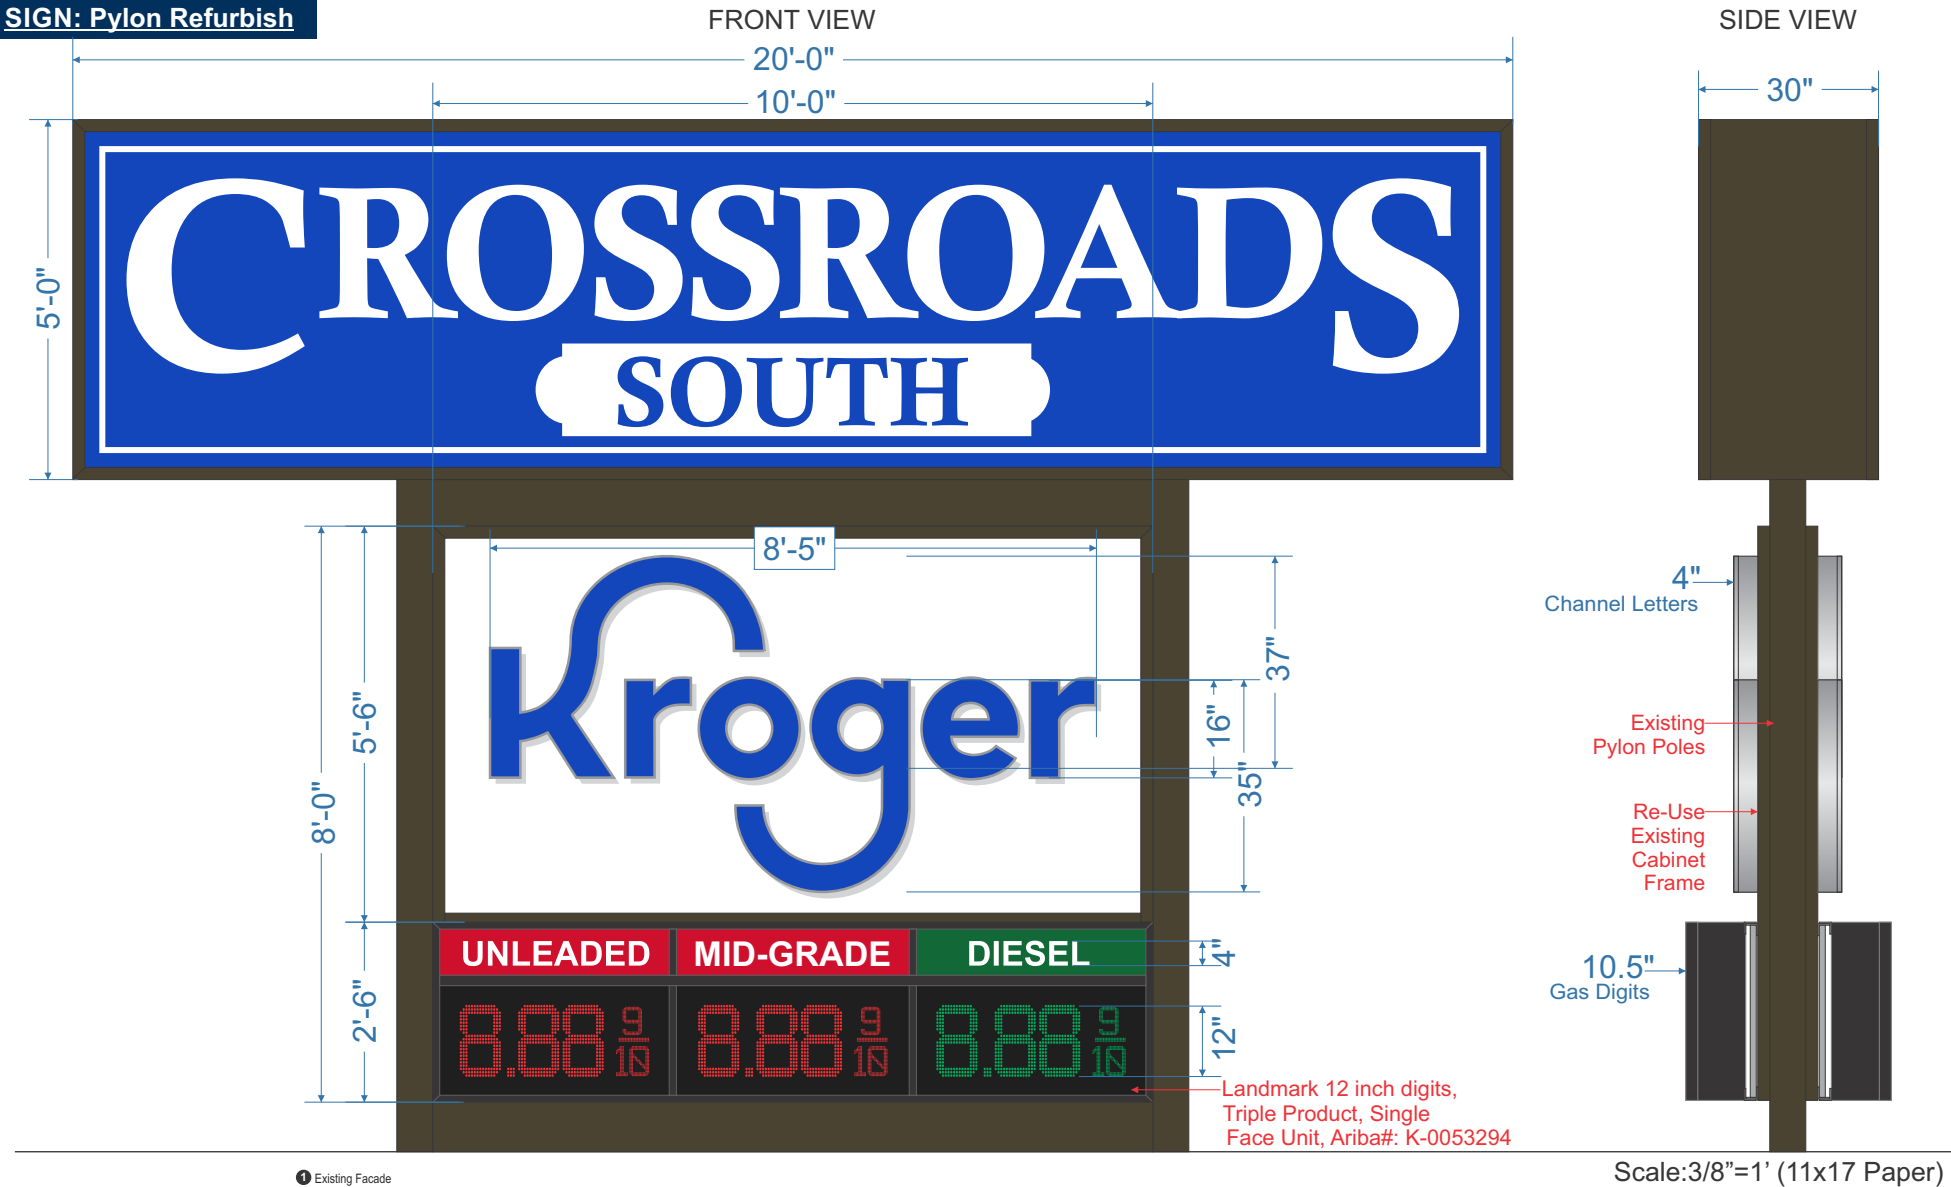 SIGN: Pylon Refurbish
FRONT VIEW
SIDE VIEW
20'-0"
10'-0"
30"
5'-0"
CROSSROADS
SOUTH
8'-5"
4"
Channel Letters
kroger
37"
16"
35"
5'-6"
8'-0"
Existing
Pylon Poles
Re-Use
Existing
Cabinet
Frame
UNLEADED MID-GRADE DIESEL
4"
10.5"
Gas Digits
2'-6"
8.88 9/10 8.88 9/10 8.88 9/10
12"
Landmark 12 inch digits,
Triple Product, Single
Face Unit, Ariba#: K-0053294
1 Existing Facade
Scale:3/8”=1’ (11x17 Paper)